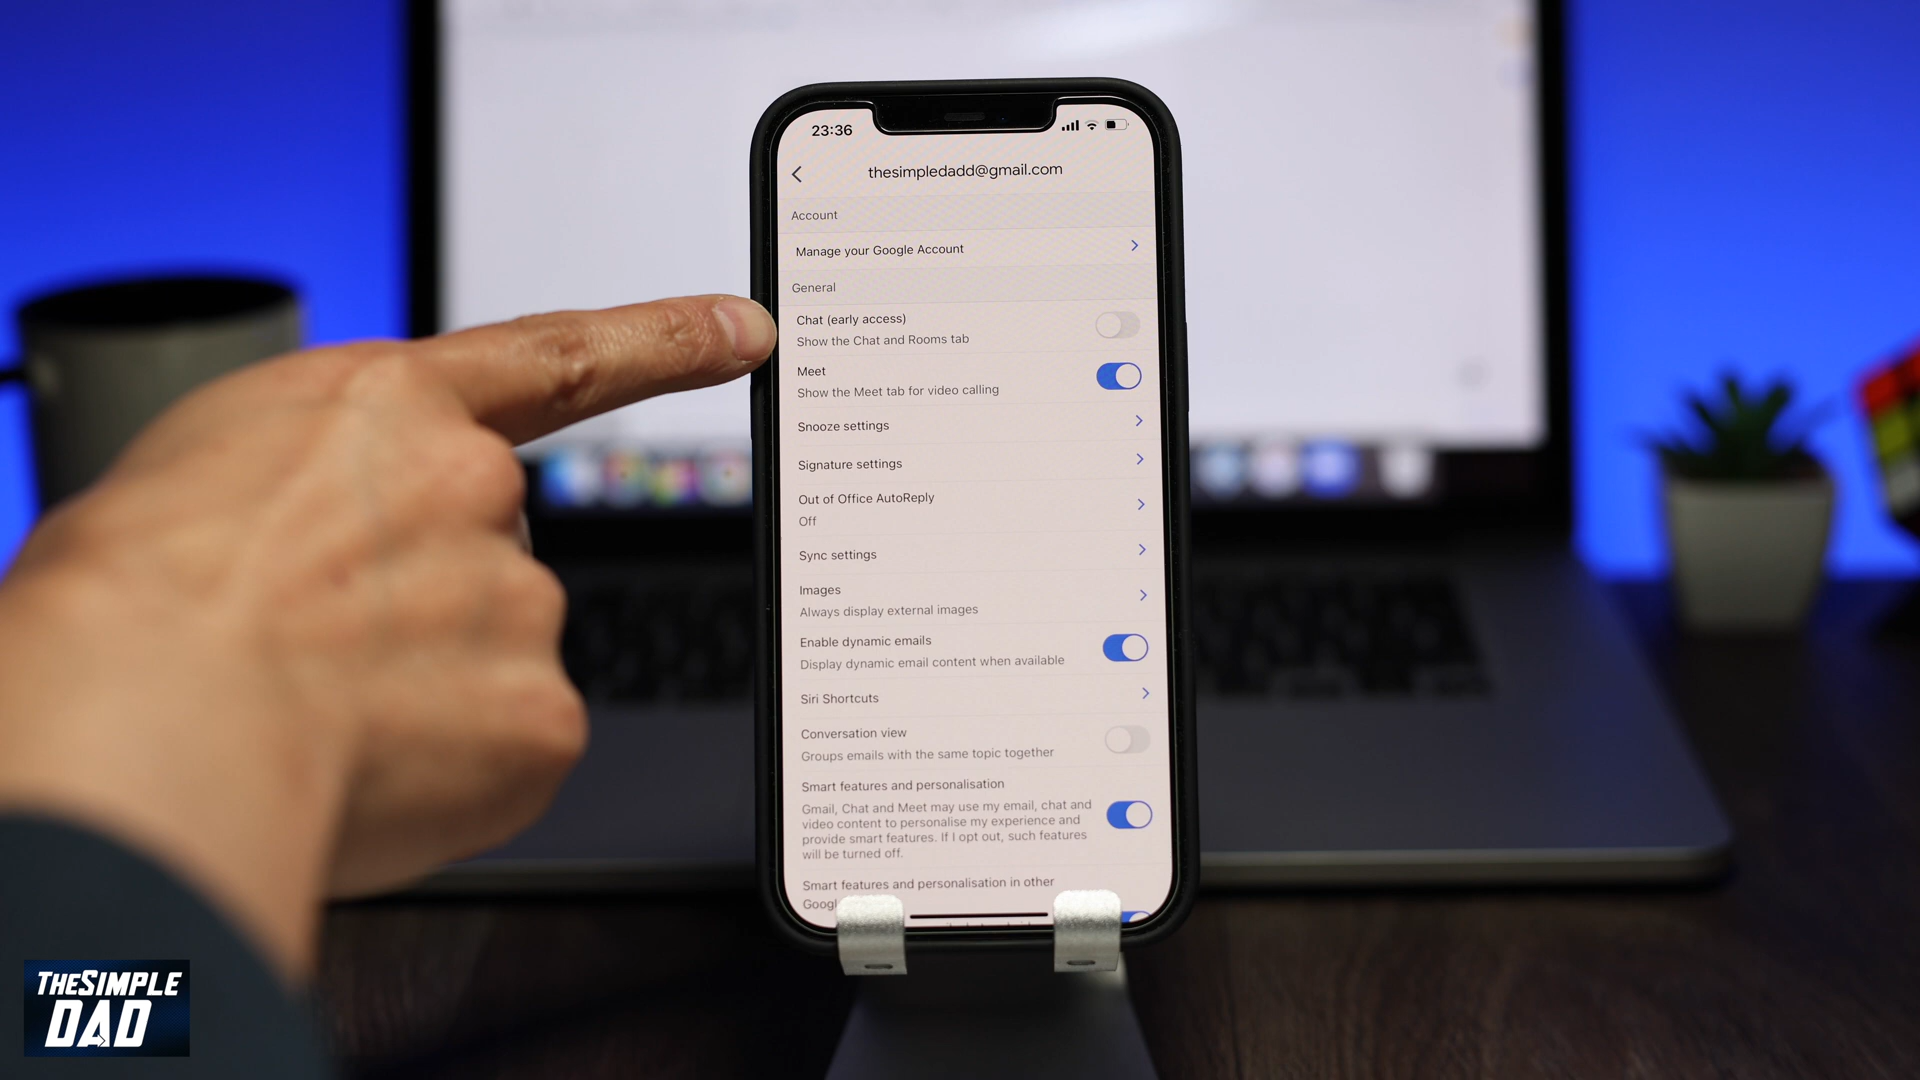 23:36
thesimpledadd@gmail.com
Account
Manage your Google Account
General
Chat (early access)
Show the Chat and Rooms tab
Meet
Show the Meet tab for video calling
Snooze settings
Signature settings
Out of Office AutoReply
Off
Sync settings
Images
Always display external images
Enable dynamic emails
Display dynamic email content when available
Siri Shortcuts
Conversation view
Groups emails with the same topic together
Smart features and personalisation
Gmail, Chat and Meet may use my email, chat and
video content to personalise my experience and
provide smart features. If I opt out, such features
will be turned off.
Smart features and personalisation in other
THESIMPLE
DAD